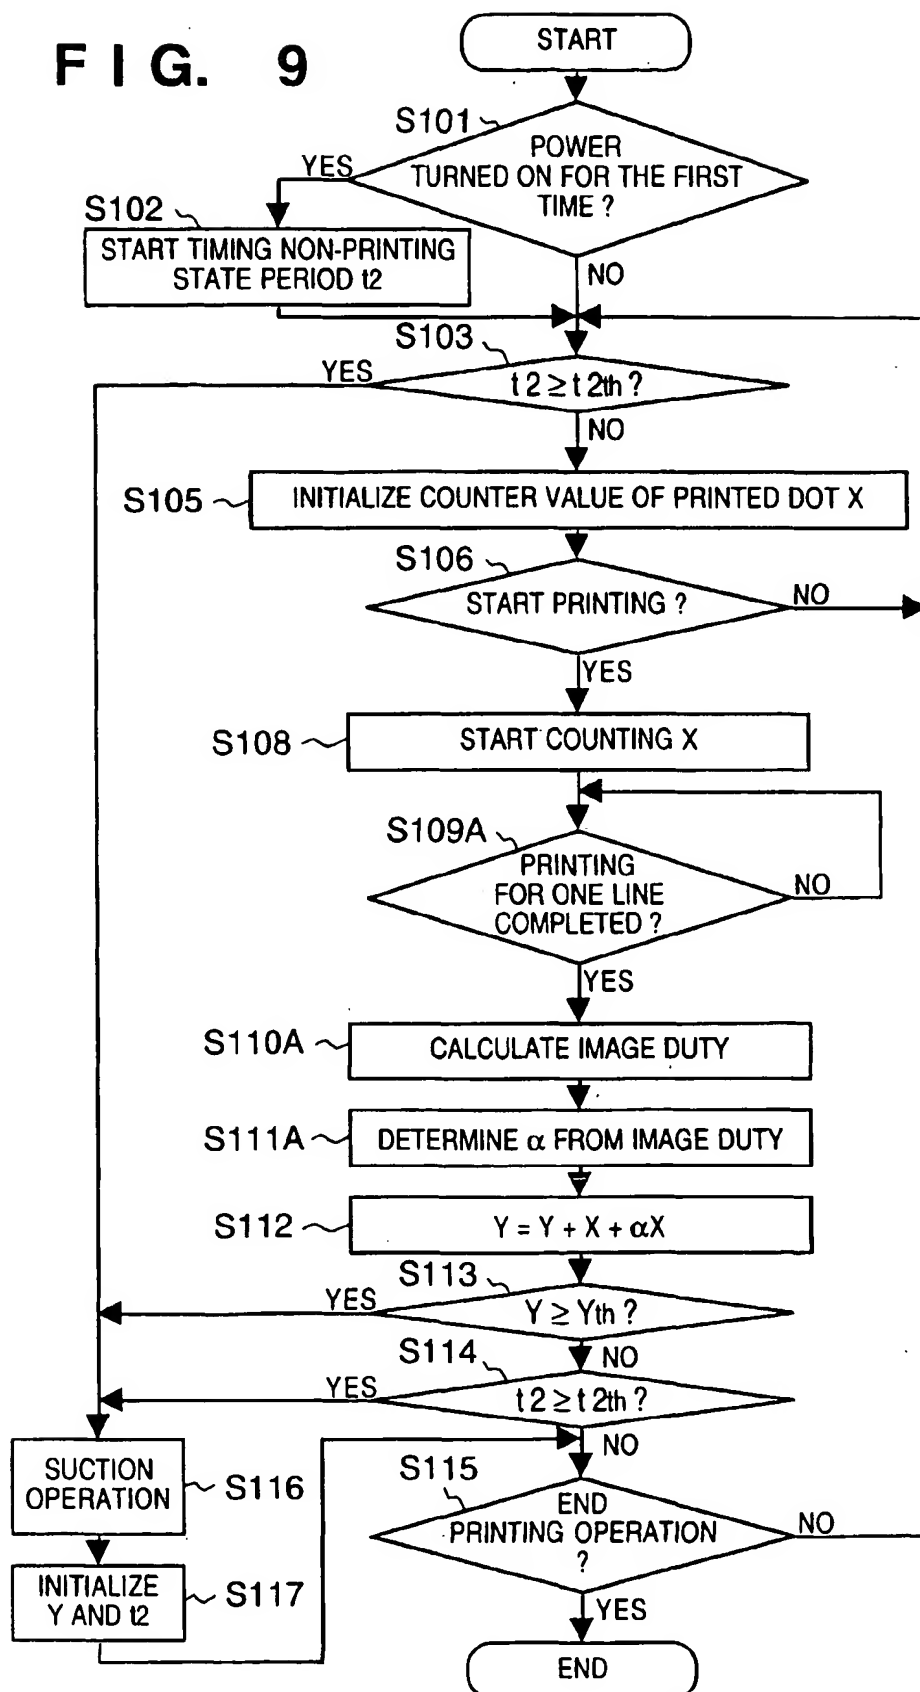 FIG. 9
START
S101
POWER
TURNED ON FOR THE FIRST
TIME ?
YES
NO
S102
START TIMING NON-PRINTING
STATE PERIOD t2
S103
YES
t2 ≥ t2th ?
NO
S105
INITIALIZE COUNTER VALUE OF PRINTED DOT X
S106
START PRINTING ?
NO
YES
S108
START COUNTING X
S109A
PRINTING
FOR ONE LINE
COMPLETED ?
NO
YES
S110A
CALCULATE IMAGE DUTY
S111A
DETERMINE α FROM IMAGE DUTY
S112
Y = Y + X + αX
S113
YES
Y ≥ Yth ?
NO
S114
YES
t2 ≥ t2th ?
NO
SUCTION
OPERATION
S116
S115
END
PRINTING OPERATION
?
NO
INITIALIZE
Y AND t2
S117
YES
END